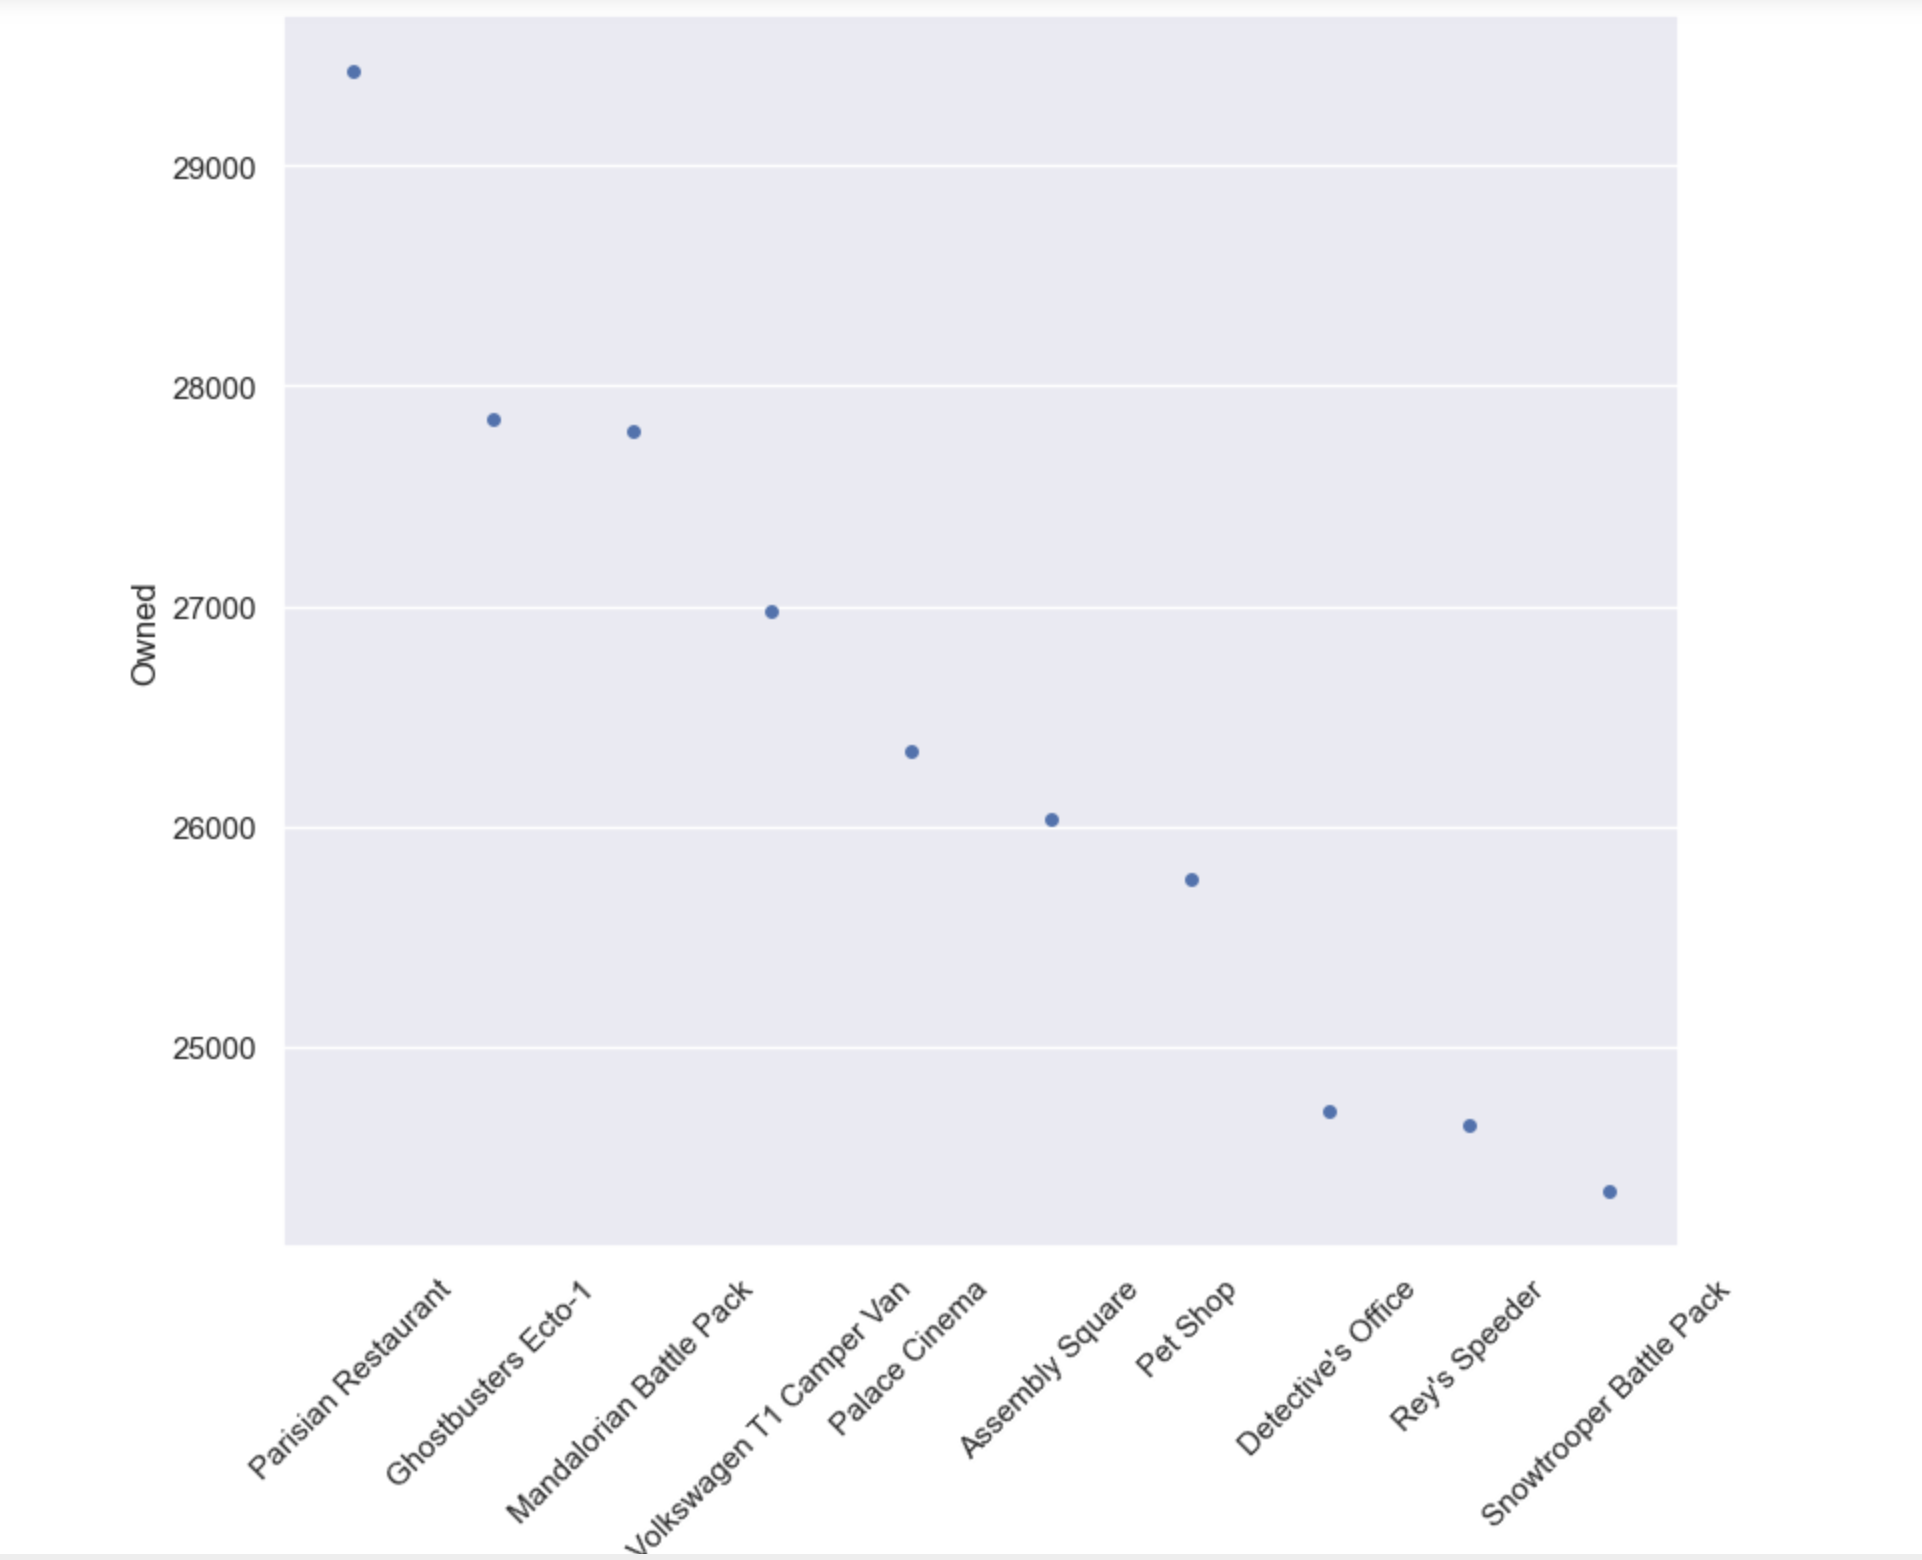 29000
28000
27000
26000
25000
Owned
Parisian Restaurant
Ghostbusters Ecto-1
Mandalorian Battle Pack
Volkswagen T1 Camper Van
Palace Cinema
Assembly Square
Pet Shop
Detective's Office
Rey's Speeder
Snowtrooper Battle Pack